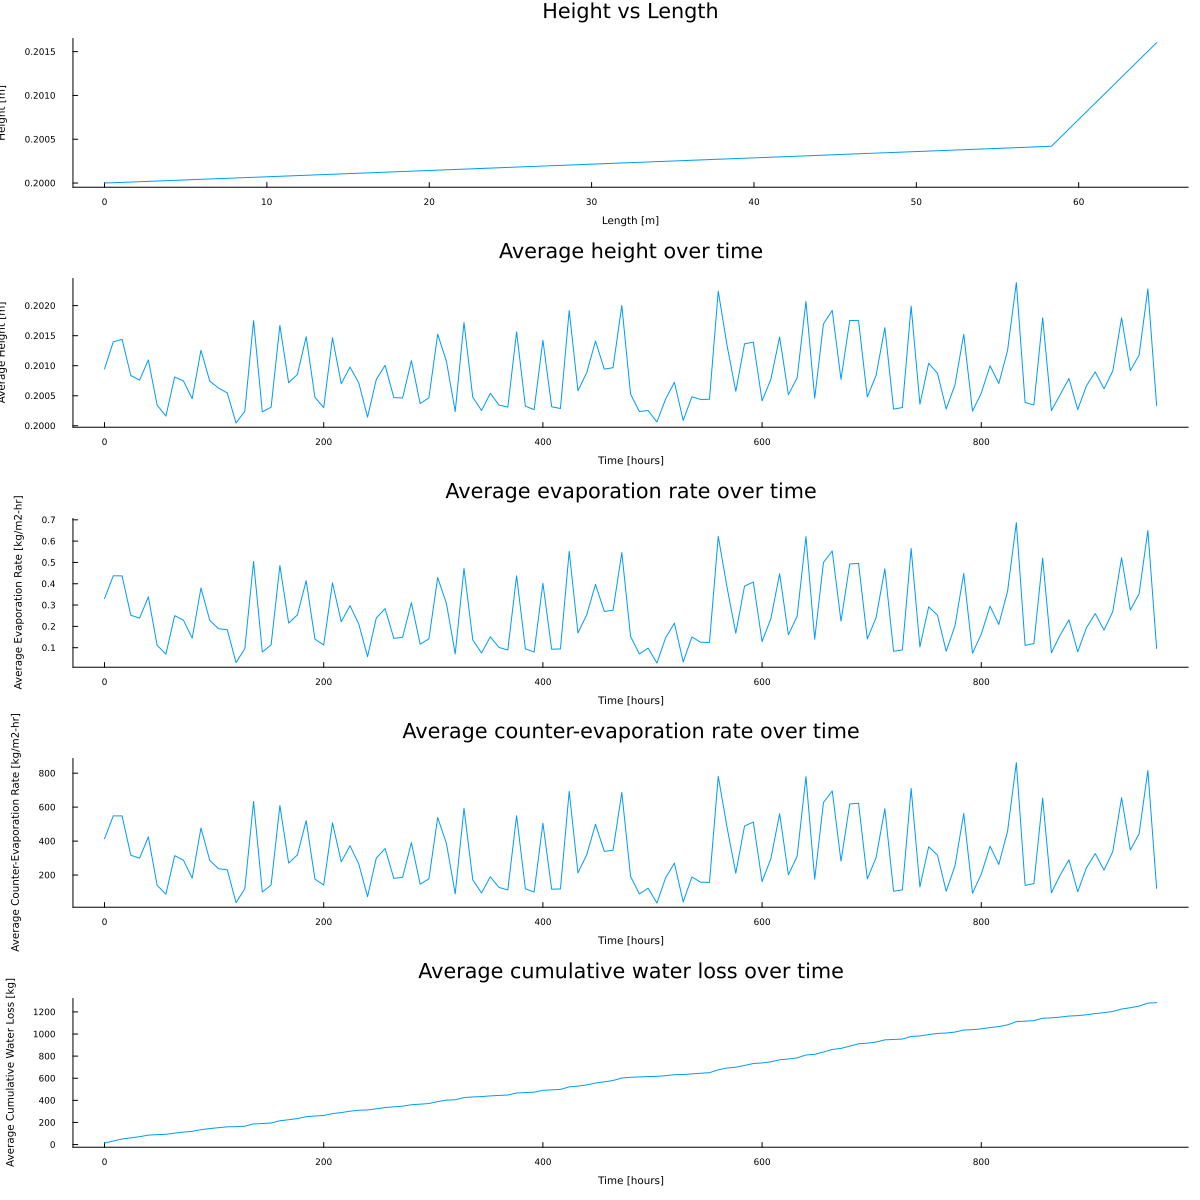 Height vs Length
Height [m]
0.2015
0.2010
0.2005
0.2000
0 10 20 30 40 50 60
Length [m]
Average height over time
Average Height [m]
0.2020
0.2015
0.2010
0.2005
0.2000
0 200 400 600 800
Time [hours]
Average evaporation rate over time
Average Evaporation Rate [kg/m2-hr]
0.7
0.6
0.5
0.4
0.3
0.2
0.1
0 200 400 600 800
Time [hours]
Average counter-evaporation rate over time
Average Counter-Evaporation Rate [kg/m2-hr]
800
600
400
200
0 200 400 600 800
Time [hours]
Average cumulative water loss over time
Average Cumulative Water Loss [kg]
1200
1000
800
600
400
200
0
0 200 400 600 800
Time [hours]